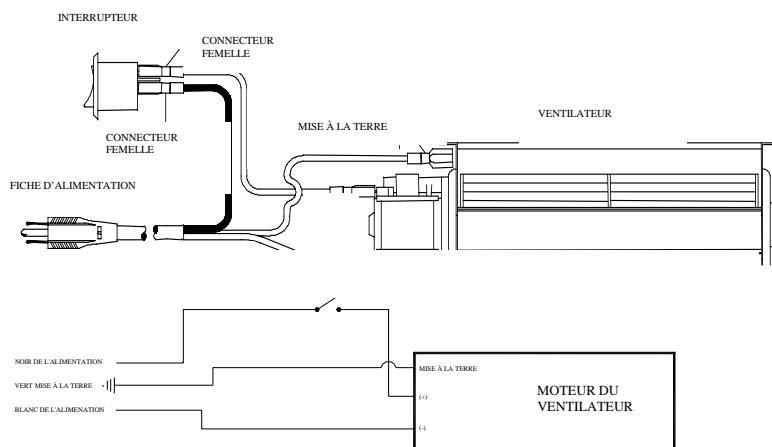 INTERRUPTEUR
CONNECTEUR
FEMELLE
CONNECTEUR
FEMELLE
MISE À LA TERRE
VENTILATEUR
FICHE D'ALIMENTATION
NOIR DE L'ALIMENTATION
VERT MISE À LA TERRE
BLANC DE L'ALIMENATION
MISE À LA TERRE
(+)
(-)
MOTEUR DU
VENTILATEUR